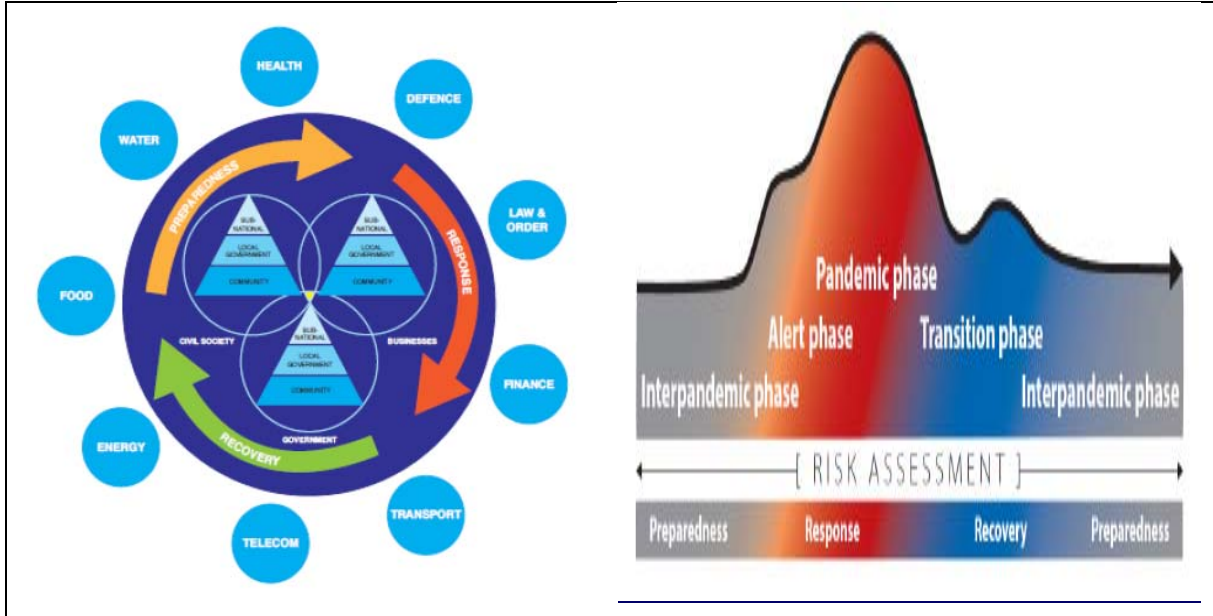 HEALTH
DEFENCE
WATER
LAW &
ORDER
FOOD
FINANCE
ENERGY
TRANSPORT
TELECOM
PREPAREDNESS
RESPONSE
RECOVERY
SUB-
NATIONAL
LOCAL
GOVERNMENT
COMMUNITY
SUB-
NATIONAL
LOCAL
GOVERNMENT
COMMUNITY
CIVIL SOCIETY
BUSINESSES
SUB-
NATIONAL
LOCAL
GOVERNMENT
COMMUNITY
GOVERNMENT
Pandemic phase
Alert phase
Transition phase
Interpandemic phase
Interpandemic phase
[ RISK ASSESSMENT ]
Preparedness
Response
Recovery
Preparedness